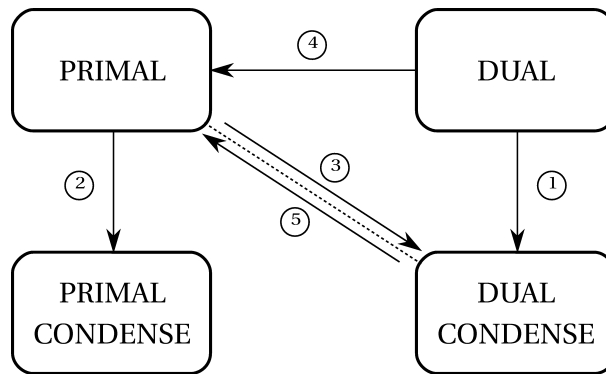 ④
PRIMAL
DUAL
②
③
①
⑤
PRIMAL
CONDENSE
DUAL
CONDENSE